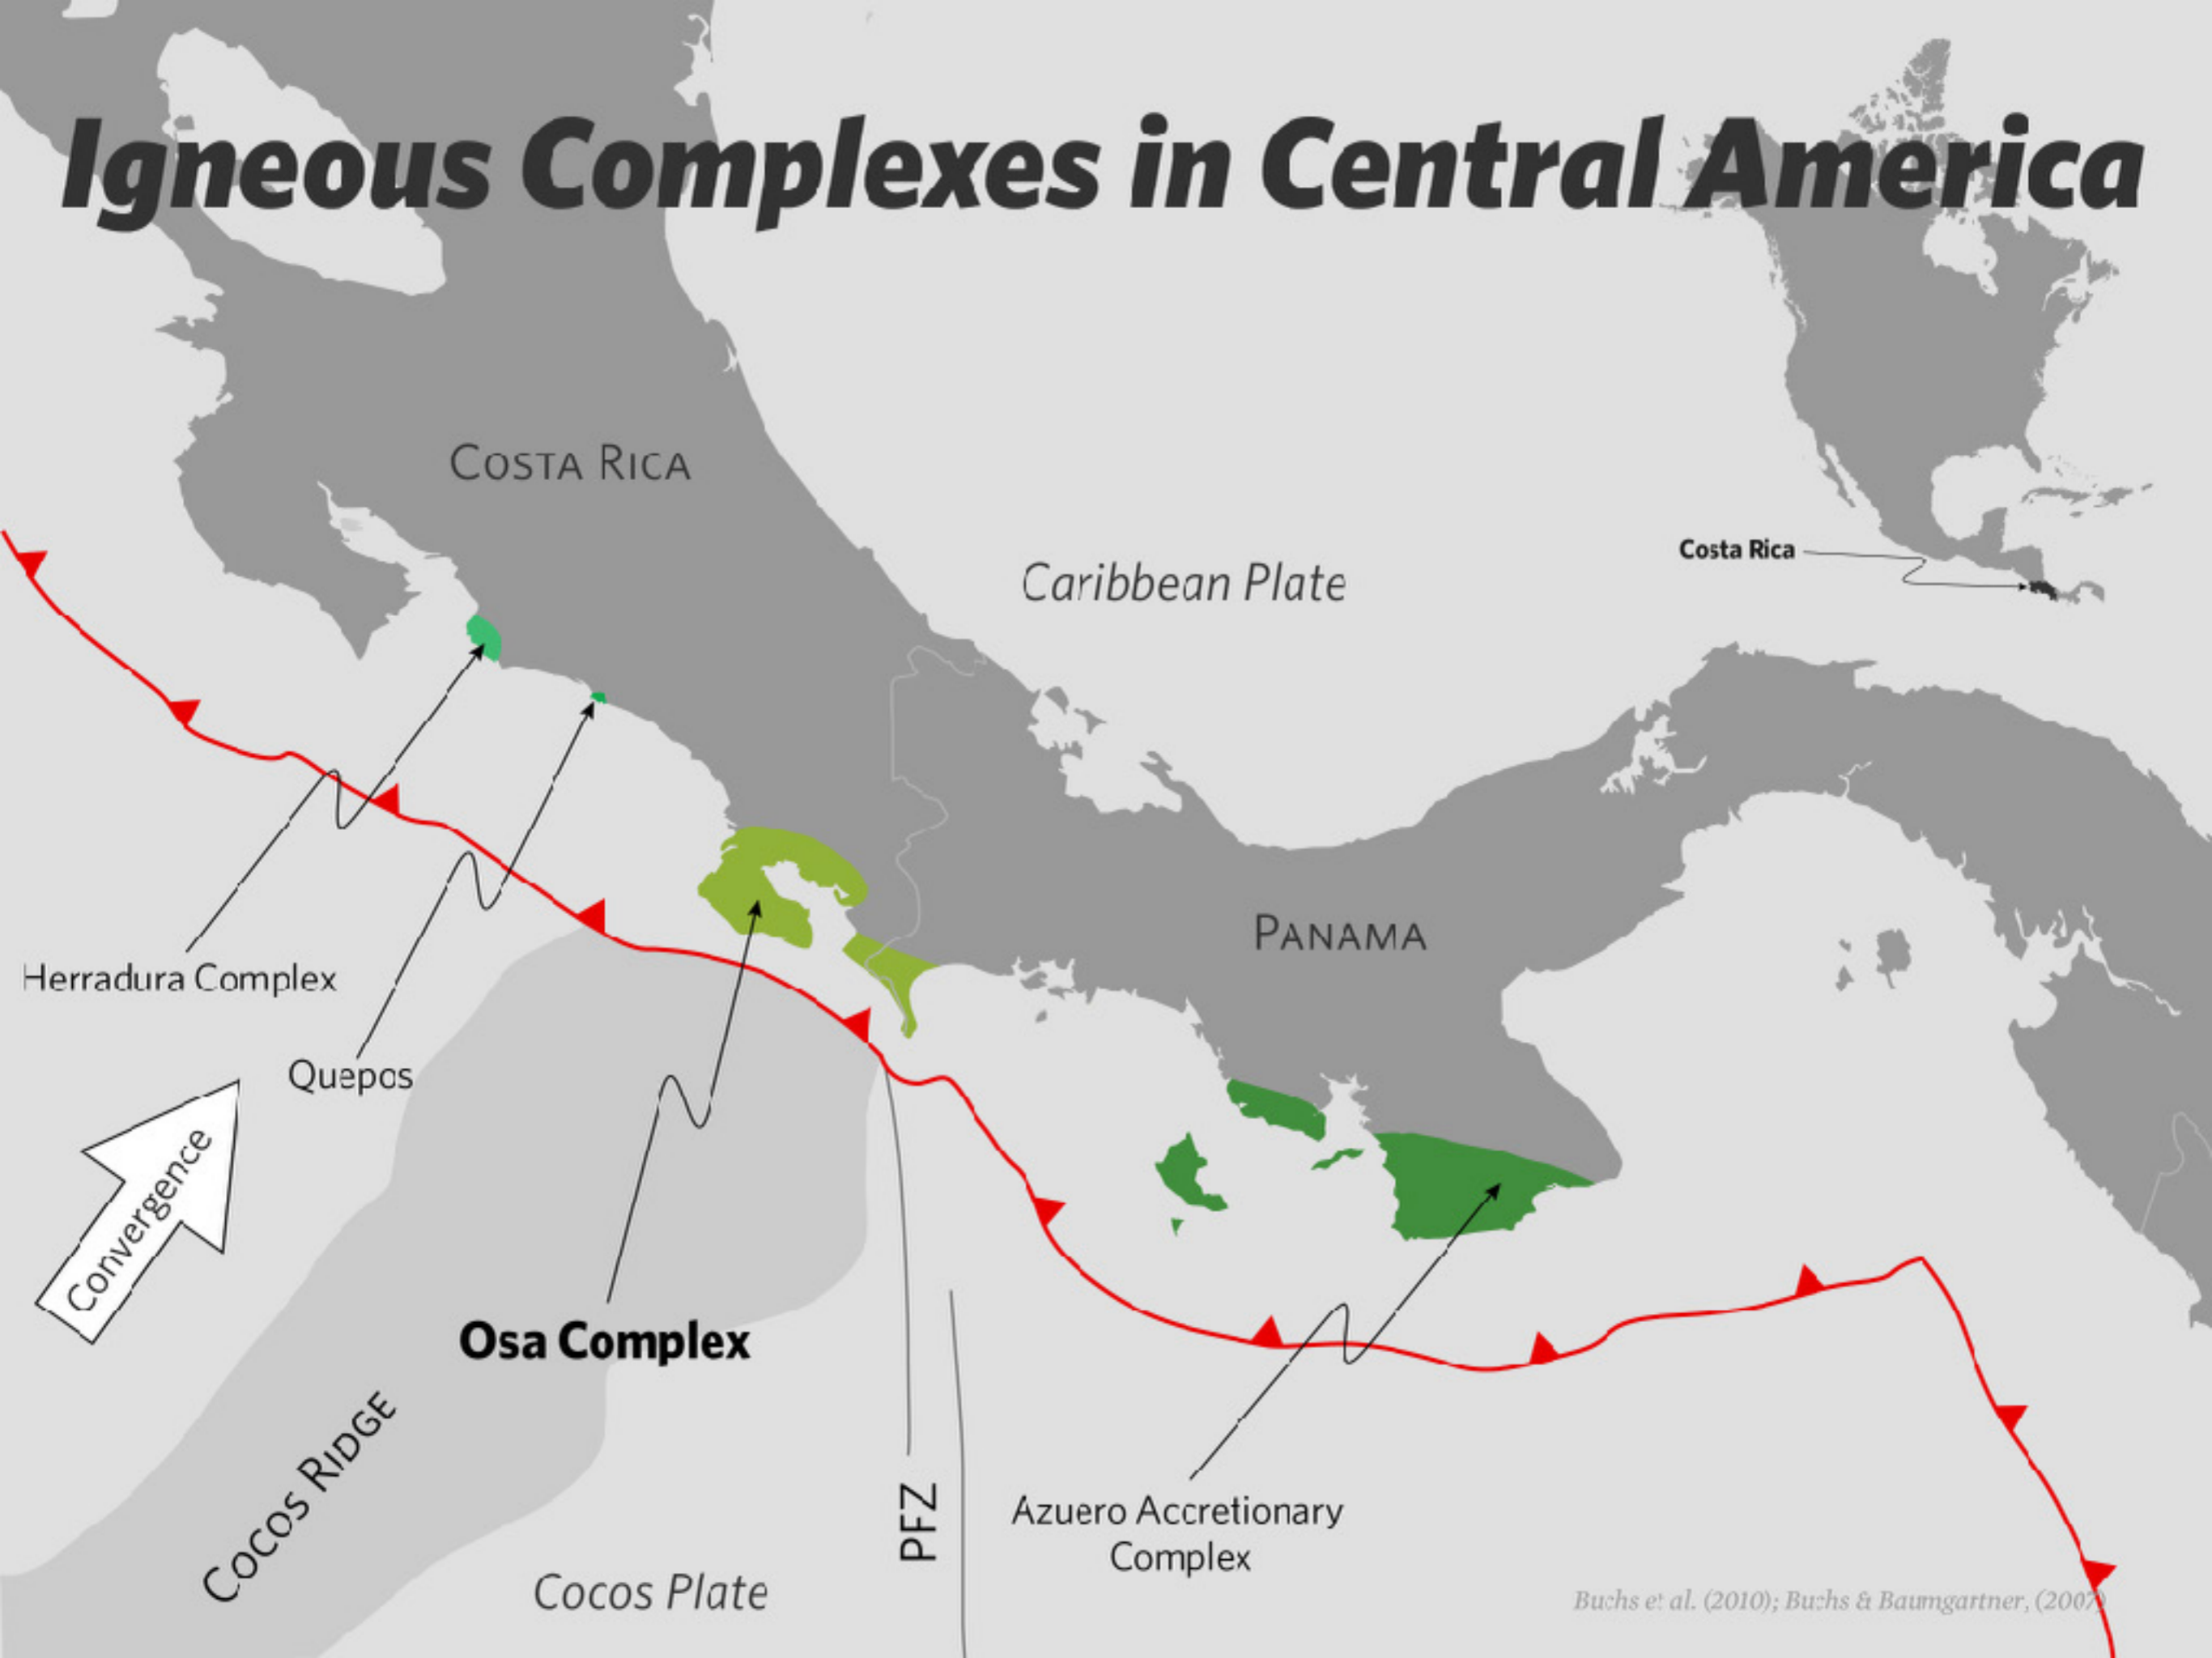 Igneous Complexes in Central America
Costa Rica
Caribbean Plate
Costa Rica
Panama
Herradura Complex
Quepos
Convergence
Osa Complex
Cocos Ridge
PFZ
Azuero Accretionary
Complex
Cocos Plate
Buchs et al. (2010); Buchs & Baumgartner, (2007)